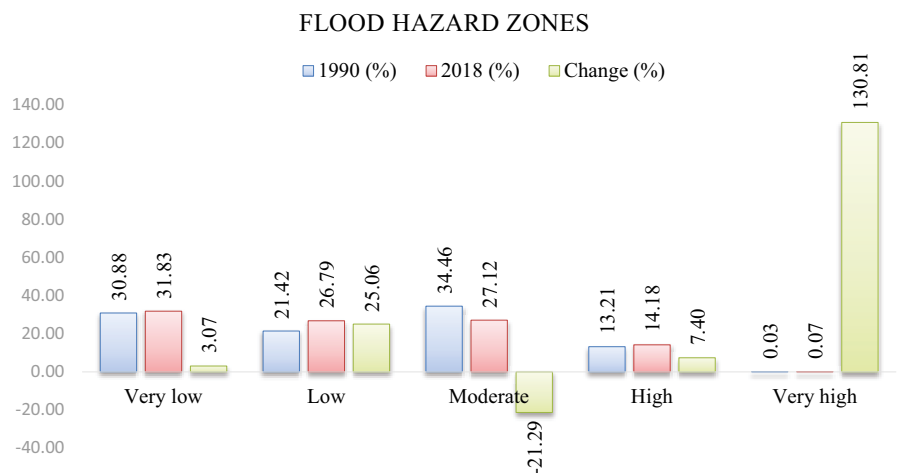 FLOOD HAZARD ZONES
1990 (%) 2018 (%) Change (%)
140.00
120.00
100.00
80.00
60.00
40.00
20.00
0.00
-20.00
-40.00
30.88 31.83 3.07
21.42 26.79 25.06
34.46 27.12 -21.29
13.21 14.18 7.40
0.03 0.07 130.81
Very low Low Moderate High Very high